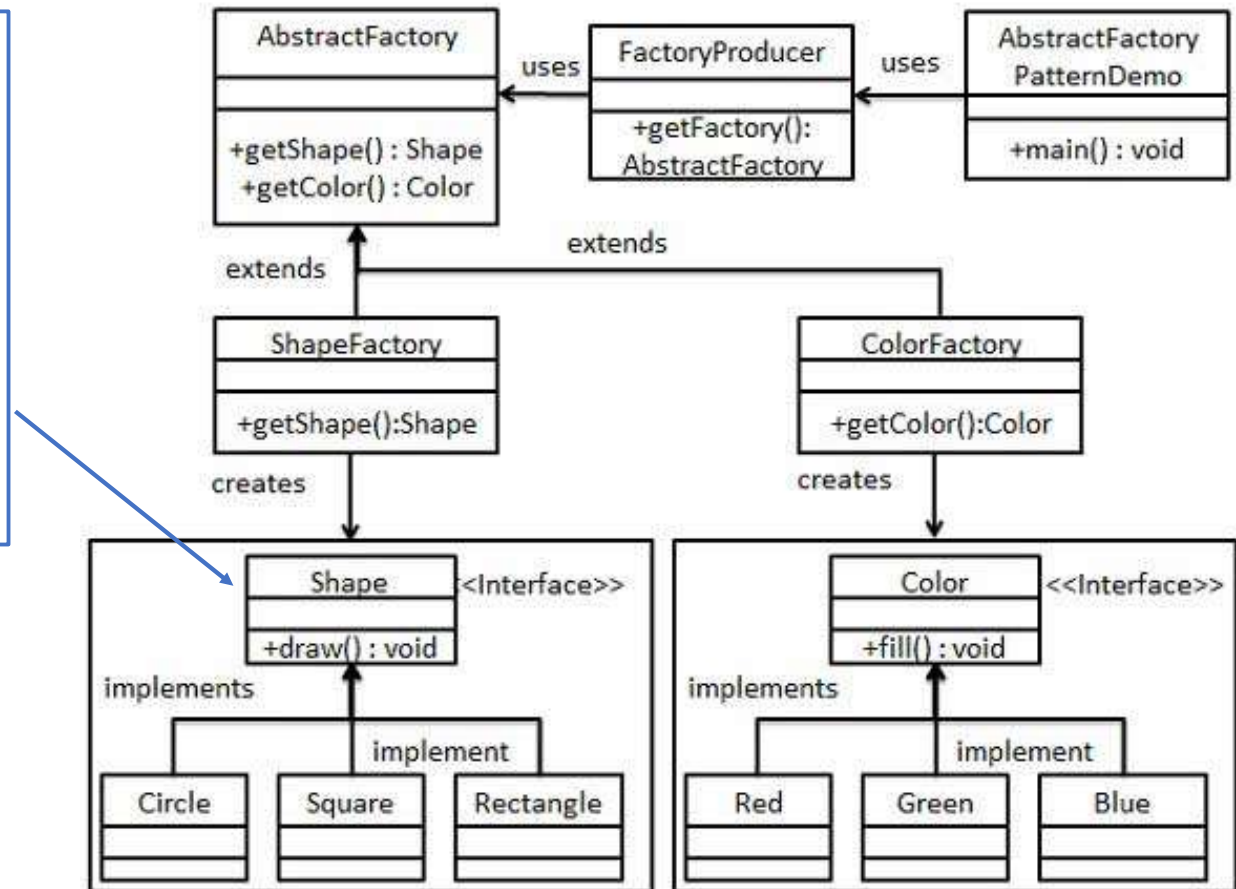 AbstractFactory
+getShape() : Shape
+getColor() : Color
uses
FactoryProducer
+getFactory():
AbstractFactory
uses
AbstractFactory
PatternDemo
+main() : void
extends
extends
ShapeFactory
+getShape():Shape
ColorFactory
+getColor():Color
creates
creates
Shape
<<Interface>>
+draw() : void
implements
implement
Circle
Square
Rectangle
Color
<<Interface>>
+fill() : void
implements
implement
Red
Green
Blue